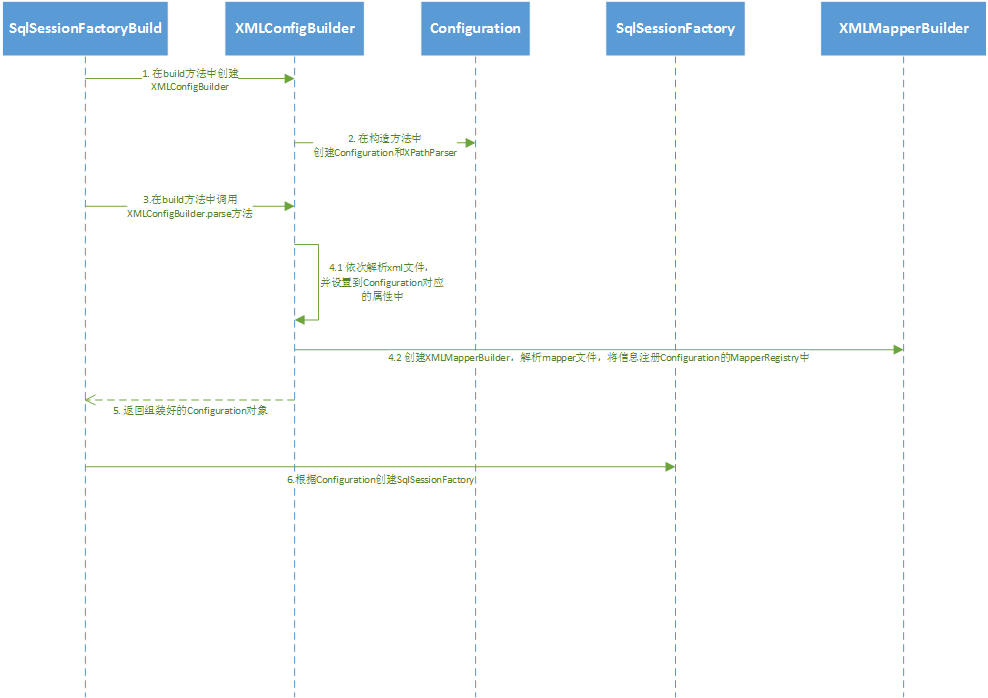 SqlSessionFactoryBuild
XMLConfigBuilder
Configuration
SqlSessionFactory
XMLMapperBuilder
1. 在build方法中创建
XMLConfigBuilder
2. 在构造方法中
创建Configuration和XPathParser
3.在build方法中调用
XMLConfigBuilder.parse方法
4.1 依次解析xml文件，
并设置到Configuration对应
的属性中
4.2 创建XMLMapperBuilder，解析mapper文件，将信息注册Configuration的MapperRegistry中
5. 返回组装好的Configuration对象
6.根据Configuration创建SqlSessionFactory